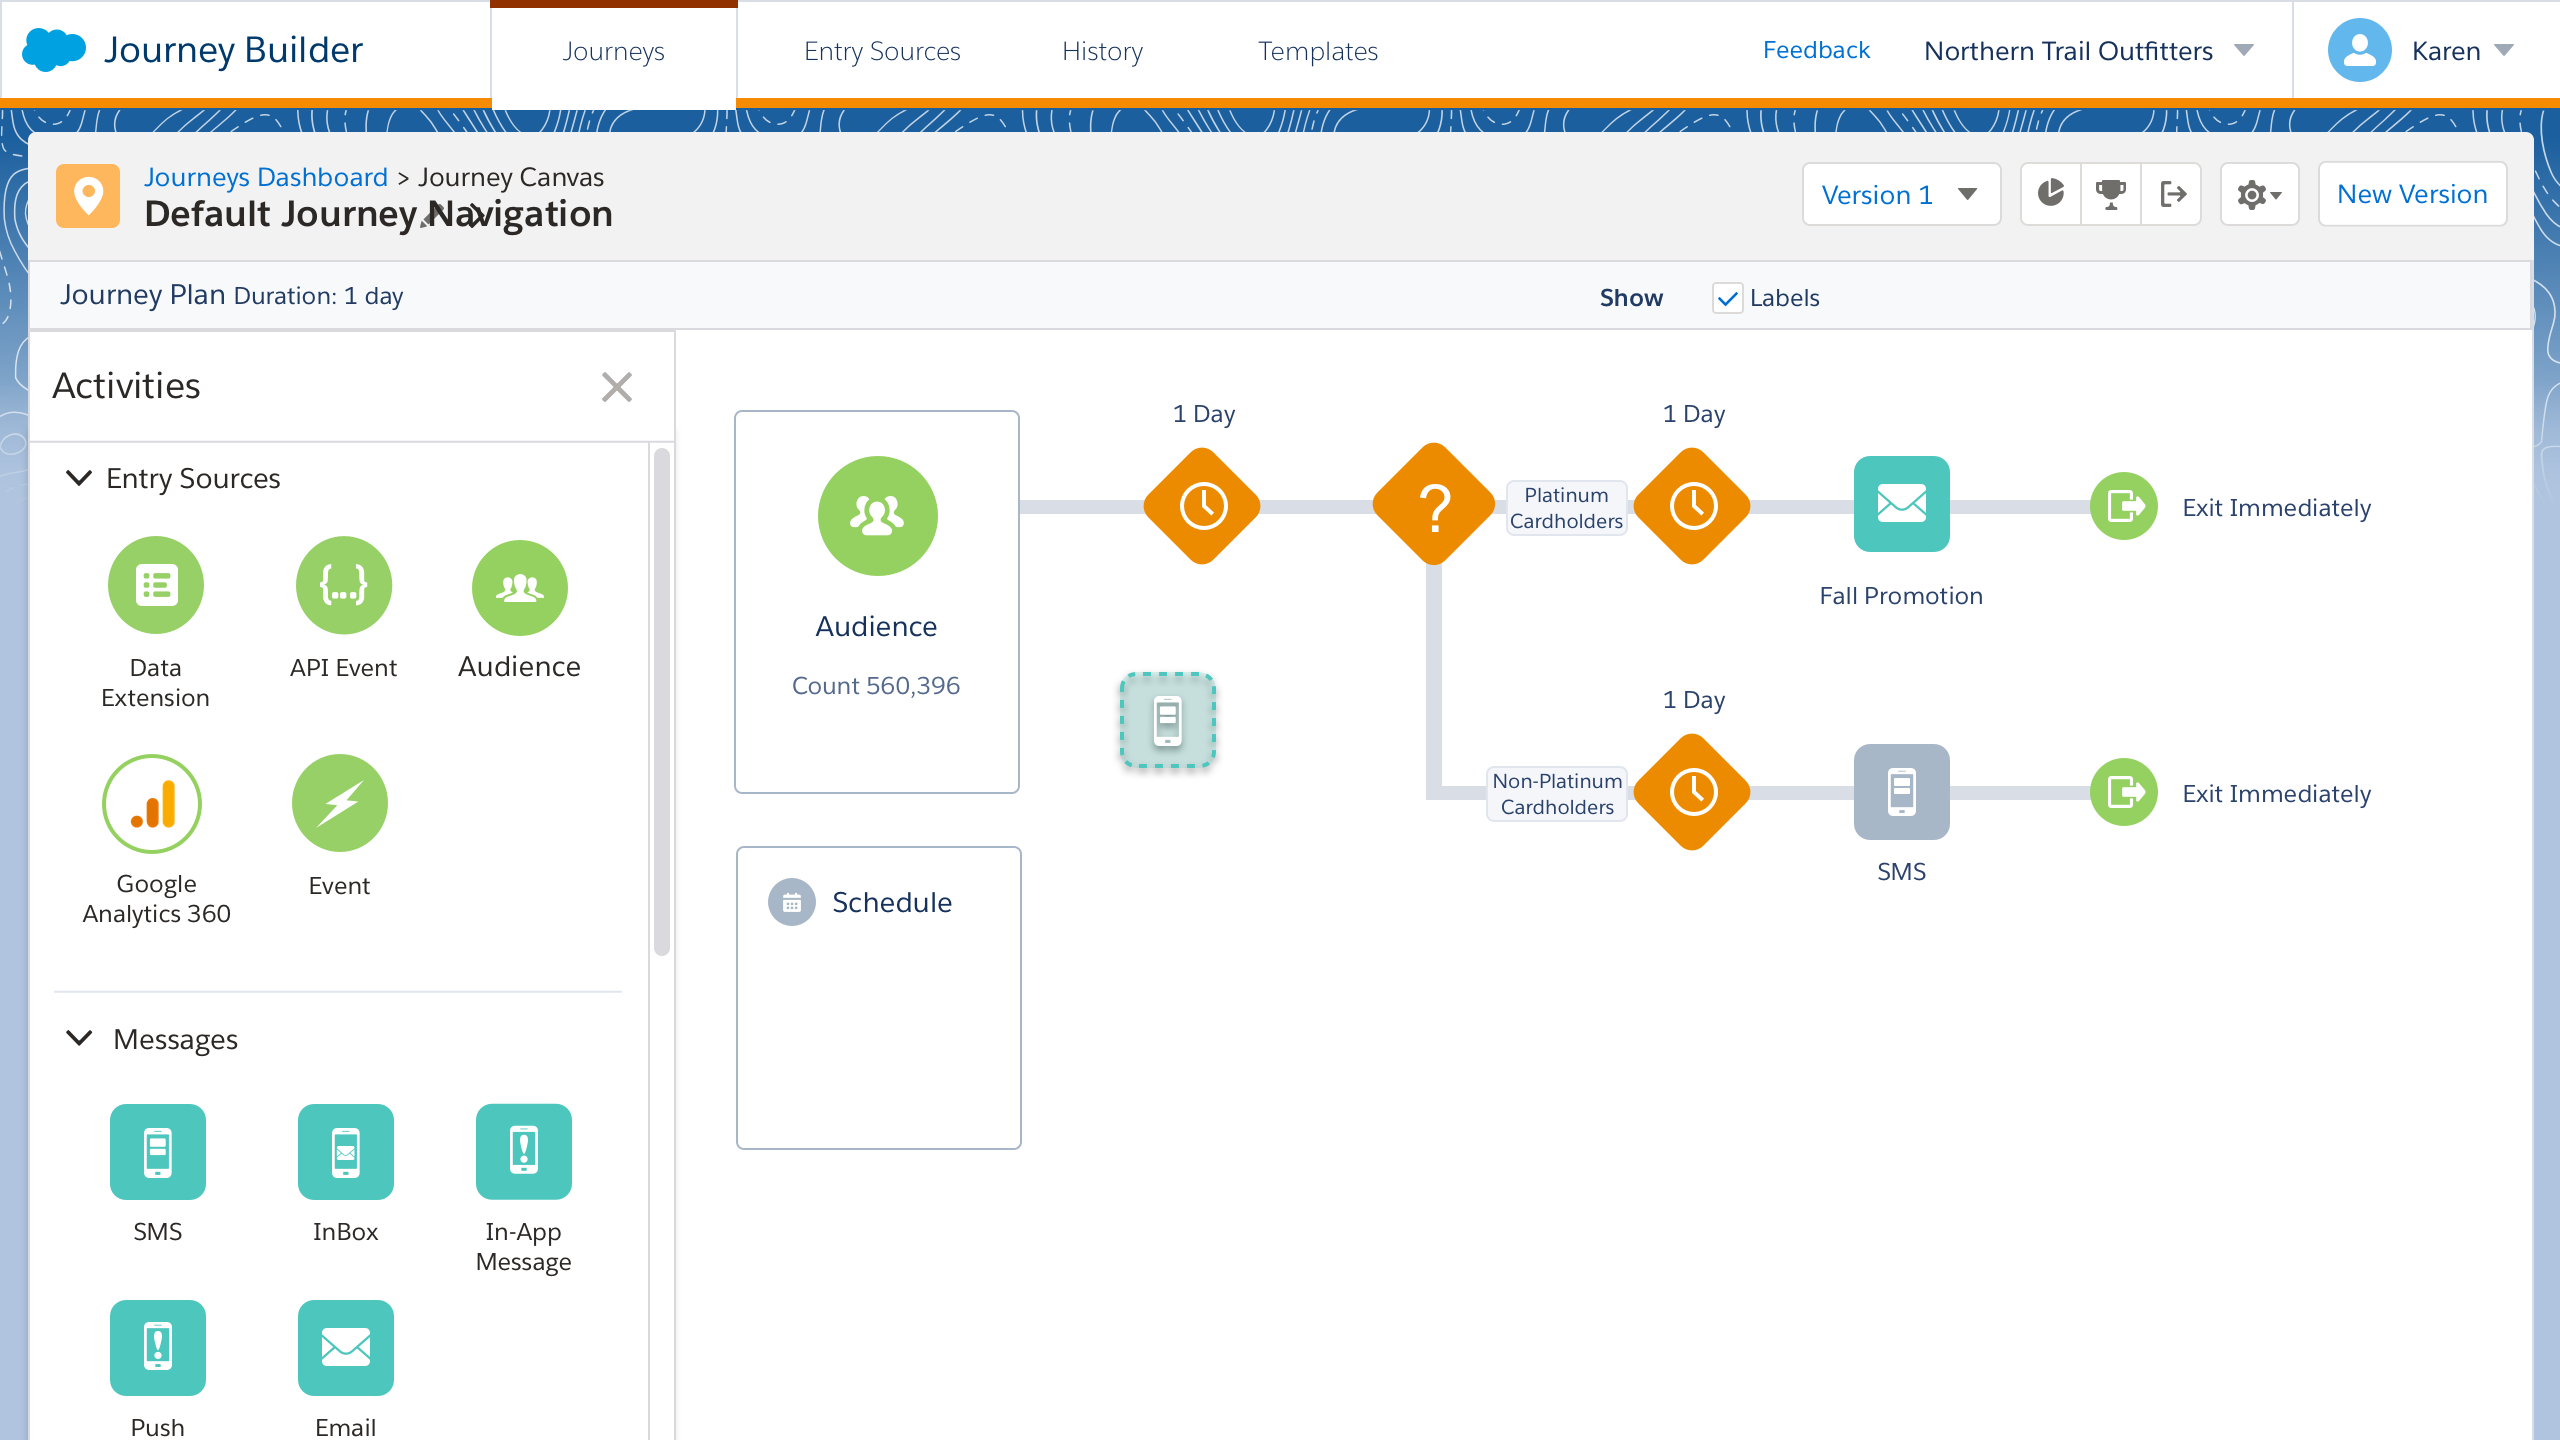 Journey Builder
Journeys
Entry Sources
History
Templates
Feedback
Northern Trail Outfitters
Karen
Journeys Dashboard > Journey Canvas
Default Journey Navigation
Version 1
New Version
Journey Plan Duration: 1 day
Show
Labels
Activities
Entry Sources
Data
Extension
API Event
Audience
Google
Analytics 360
Event
Messages
SMS
InBox
In-App
Message
Push
Email
Audience
Count 560,396
Schedule
1 Day
?
Platinum
Cardholders
1 Day
Fall Promotion
Exit Immediately
Non-Platinum
Cardholders
1 Day
SMS
Exit Immediately